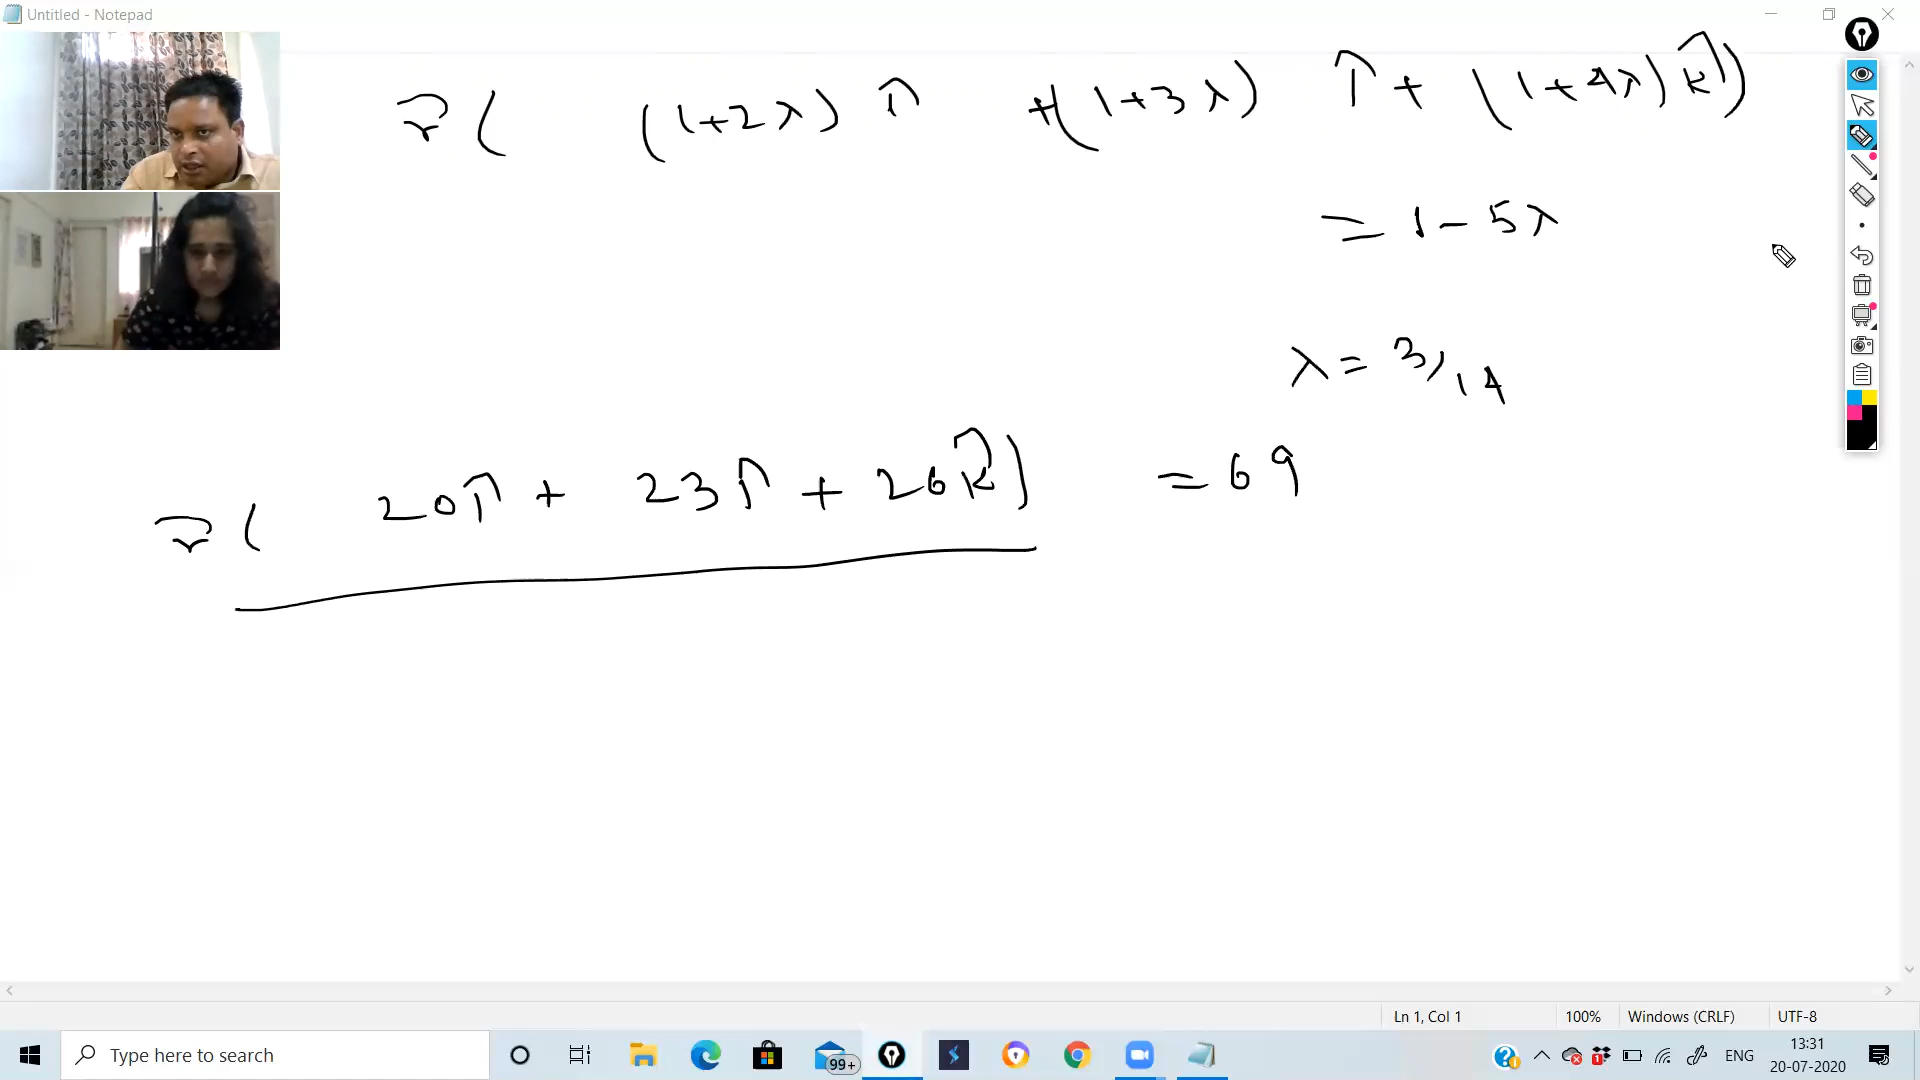 Untitled - Notepad
r̄ ( (1+2λ) î + (1+3λ) ĵ + (1+4λ) k̂ )
= 1 - 5λ
λ = 3/14
r̄ ( 20î + 23ĵ + 26k̂ ) = 69
Ln 1, Col 1 100% Windows (CRLF) UTF-8
Type here to search 99+ ENG 13:31
20-07-2020